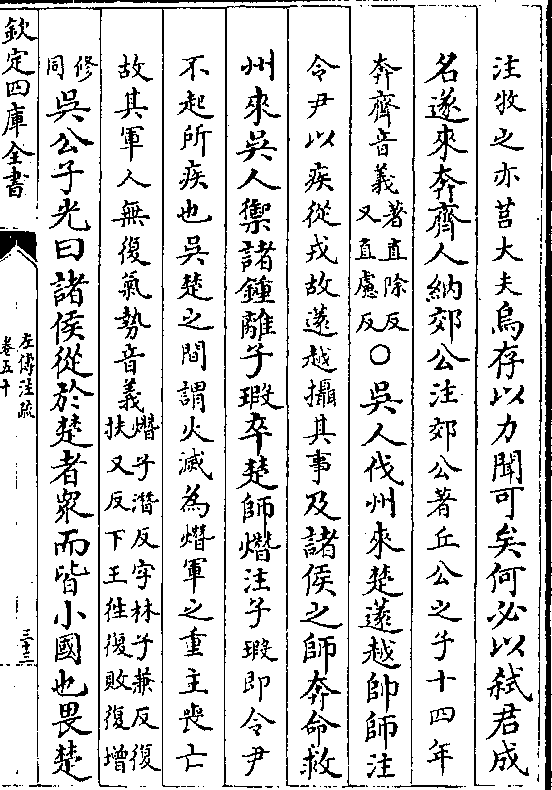 注牧之亦莒大夫烏存以力聞可矣何必以弑君成
名遂來奔齊人納郊公注郊公著丘公之子十四年
奔齊音義著直除反又直慮反○吳人伐州來楚薳越帥師注
令尹以疾從戎故薳越攝其事及諸侯之師奔命救
州來吳人禦諸鍾離子瑕卒楚師熸注子瑕即令尹
不起所疾也吳楚之間謂火滅為熸軍之重主喪亡
故其軍人無復氣勢音義熸子潛反字林子兼反復扶又反下王徃復敗復增
修同吳公子光曰諸侯從於楚者衆而皆小國也畏楚
欽定四庫全書
左傳注疏
卷五十
三十二